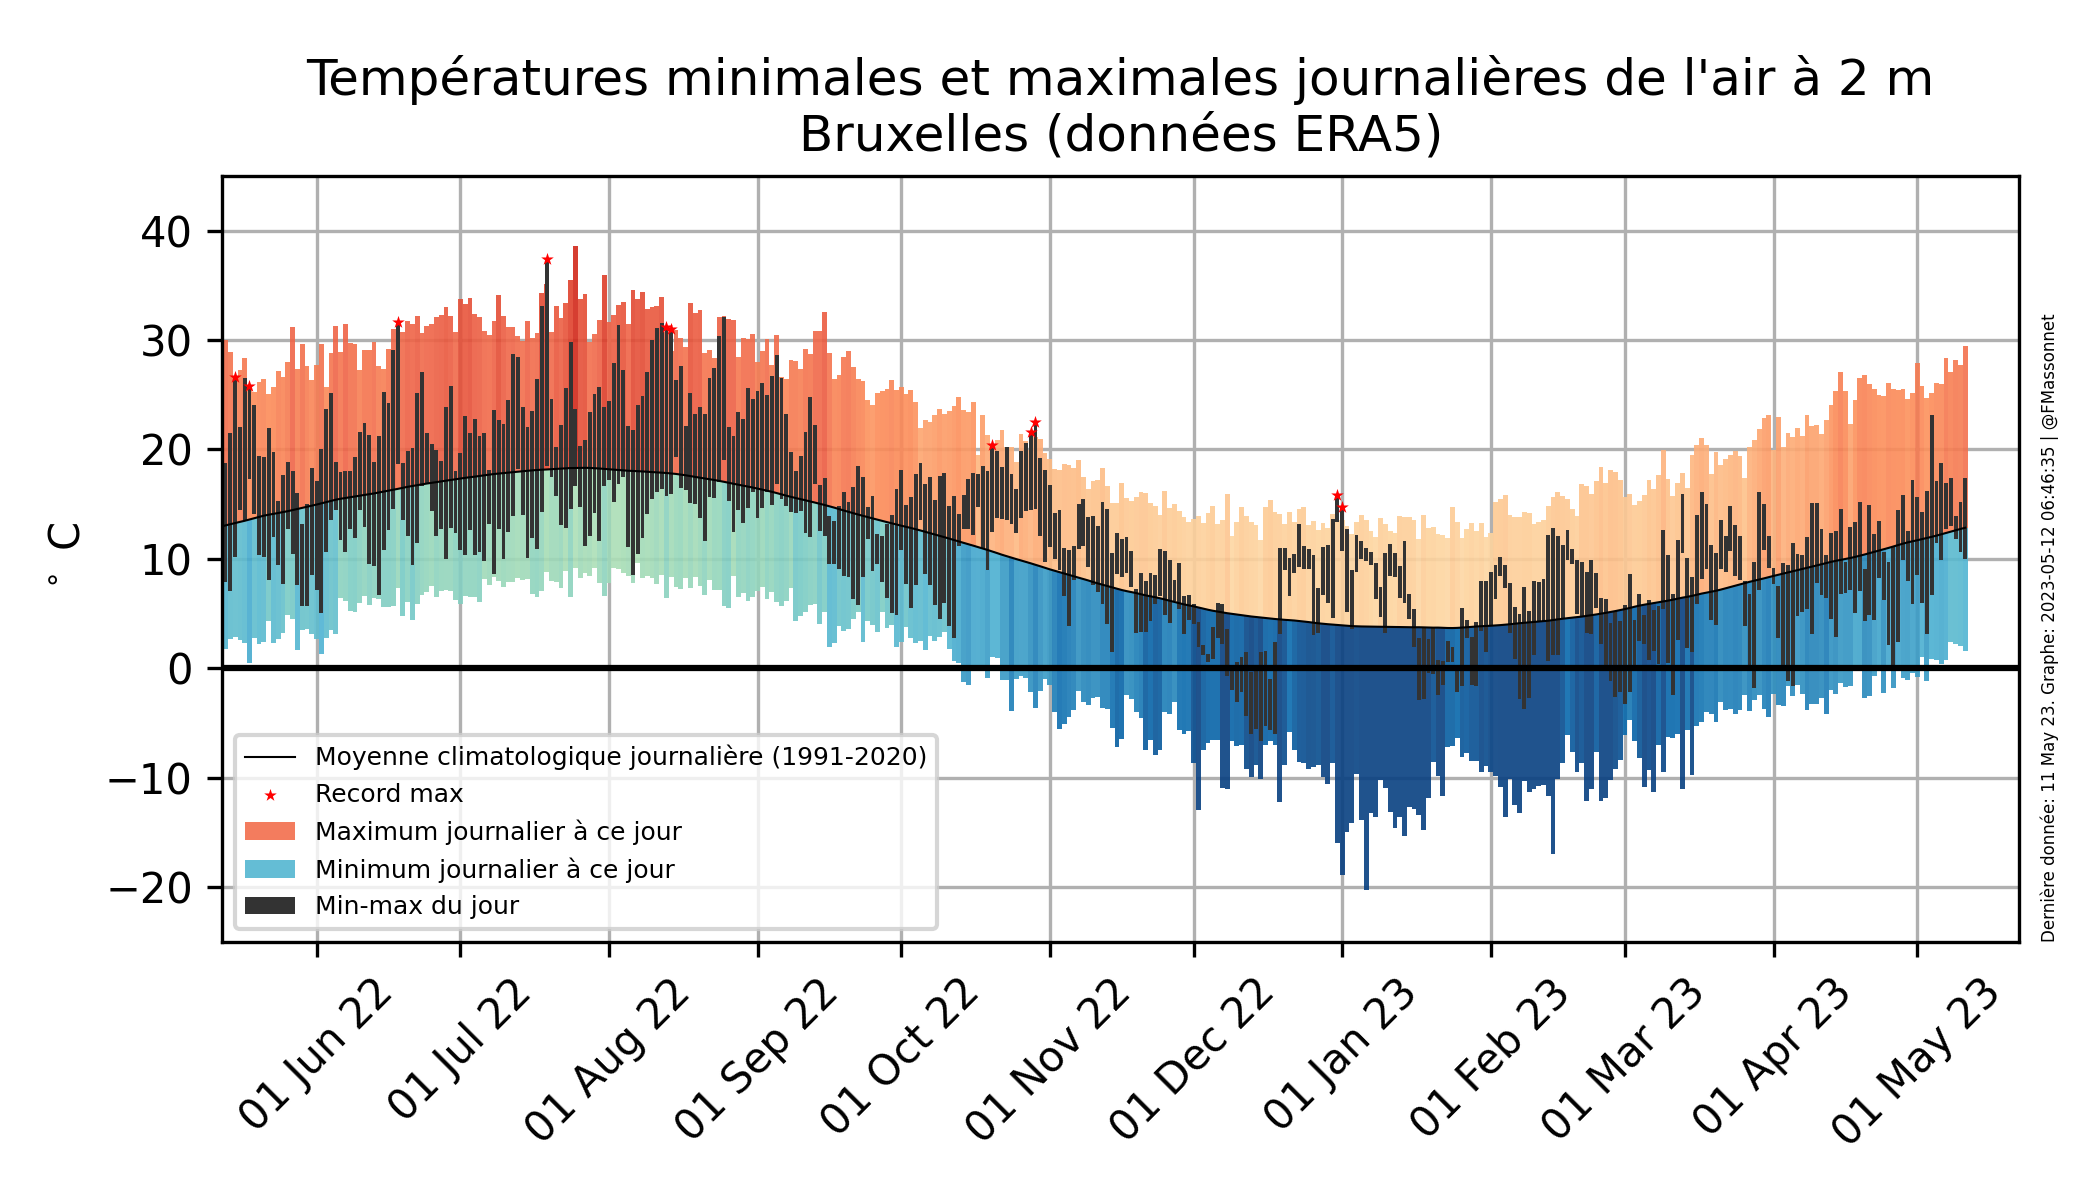 Températures minimales et maximales journalières de l'air à 2 m
Bruxelles (données ERA5)
° C
40
30
20
10
0
−10
−20
Moyenne climatologique journalière (1991-2020)
Record max
Maximum journalier à ce jour
Minimum journalier à ce jour
Min-max du jour
01 Jun 22
01 Jul 22
01 Aug 22
01 Sep 22
01 Oct 22
01 Nov 22
01 Dec 22
01 Jan 23
01 Feb 23
01 Mar 23
01 Apr 23
01 May 23
Dernière donnée: 11 May 23. Graphe: 2023-05-12 06:46:35 | @FMassonnet